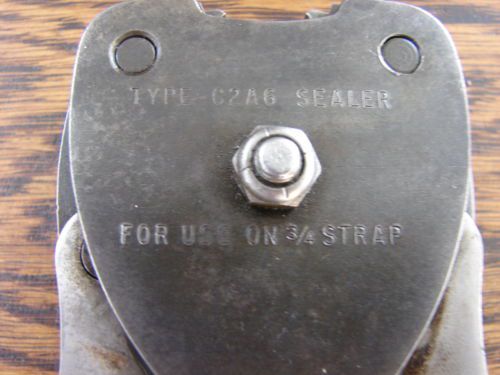 TYPE C2A6 SEALER
FOR USE ON 3/4 STRAP